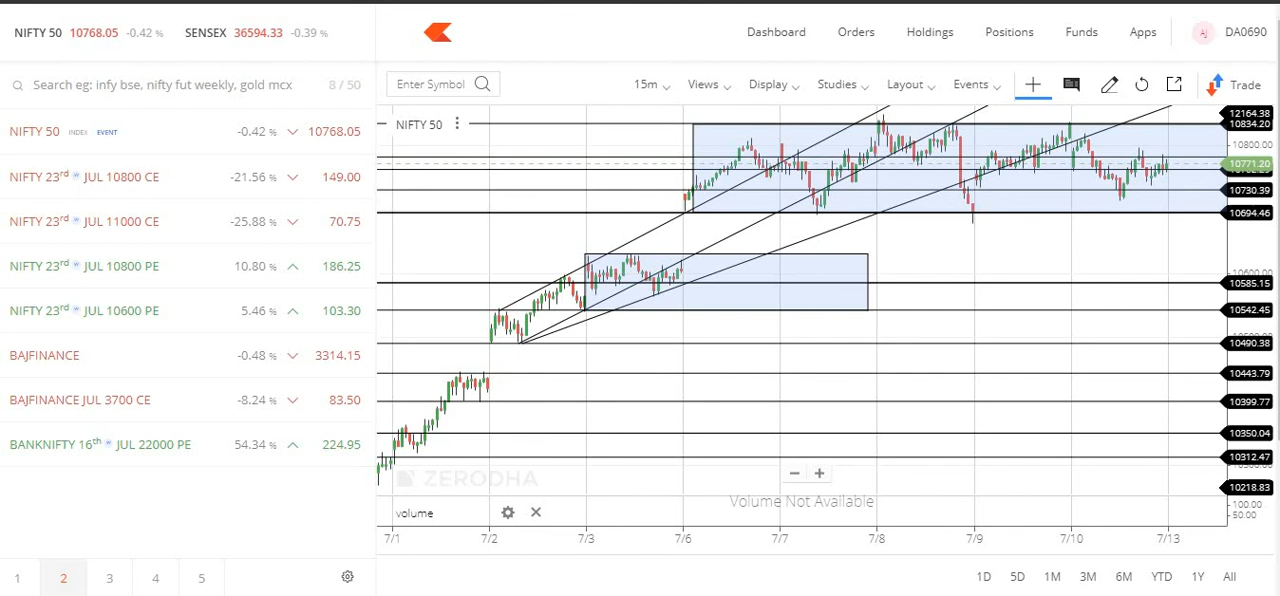 NIFTY 50 10768.05 -0.42 % SENSEX 36594.33 -0.39 %
Dashboard Orders Holdings Positions Funds Apps AJ DA0690
Search eg: infy bse, nifty fut weekly, gold mcx 8 / 50
Enter Symbol 15m Views Display Studies Layout Events Trade
NIFTY 50 INDEX EVENT -0.42 % 10768.05
NIFTY 23rd w JUL 10800 CE -21.56 % 149.00
NIFTY 23rd w JUL 11000 CE -25.88 % 70.75
NIFTY 23rd w JUL 10800 PE 10.80 % 186.25
NIFTY 23rd w JUL 10600 PE 5.46 % 103.30
BAJFINANCE -0.48 % 3314.15
BAJFINANCE JUL 3700 CE -8.24 % 83.50
BANKNIFTY 16th w JUL 22000 PE 54.34 % 224.95
1 2 3 4 5
NIFTY 50
12164.38
10834.20
10800.00
10771.20
10730.39
10694.46
10600.00
10585.15
10542.45
10490.38
10443.79
10399.77
10350.04
10312.47
10218.83
100.00
50.00
ZERODHA
Volume Not Available
volume
7/1 7/2 7/3 7/6 7/7 7/8 7/9 7/10 7/13
1D 5D 1M 3M 6M YTD 1Y All